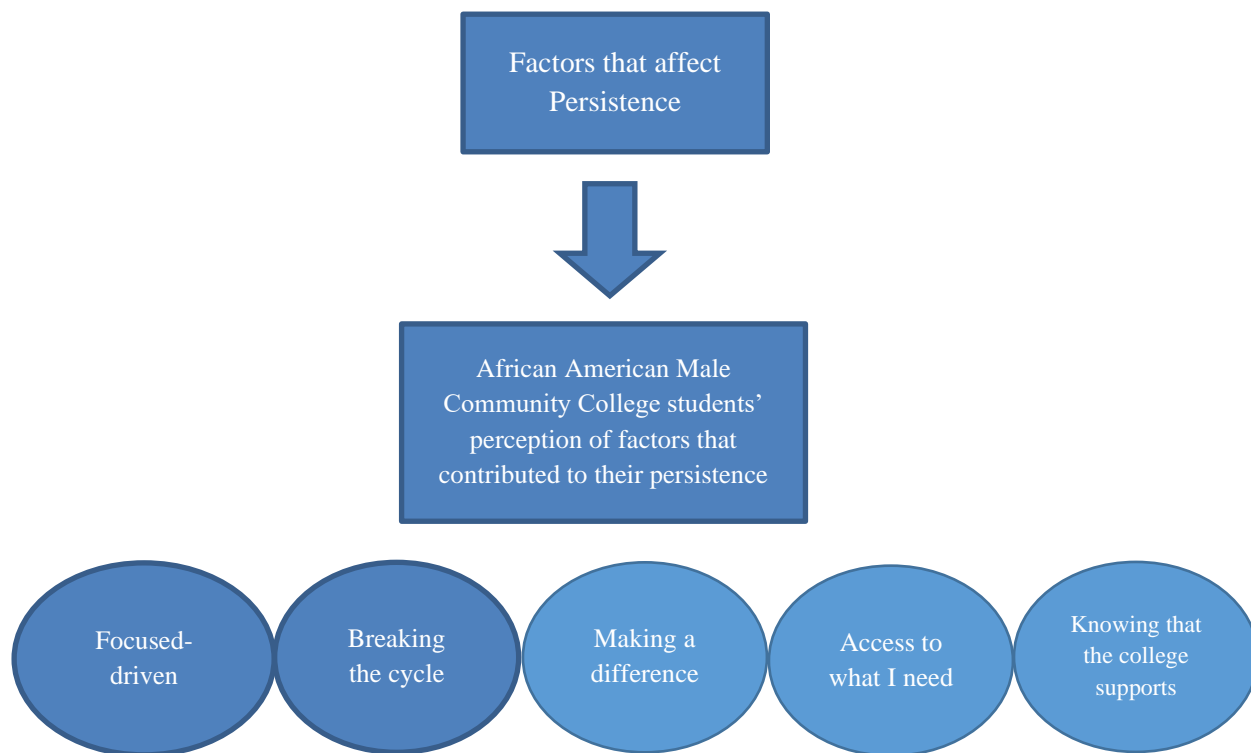 Factors that affect
Persistence
African American Male
Community College students’
perception of factors that
contributed to their persistence
Focused-
driven
Breaking
the cycle
Making a
difference
Access to
what I need
Knowing that
the college
supports